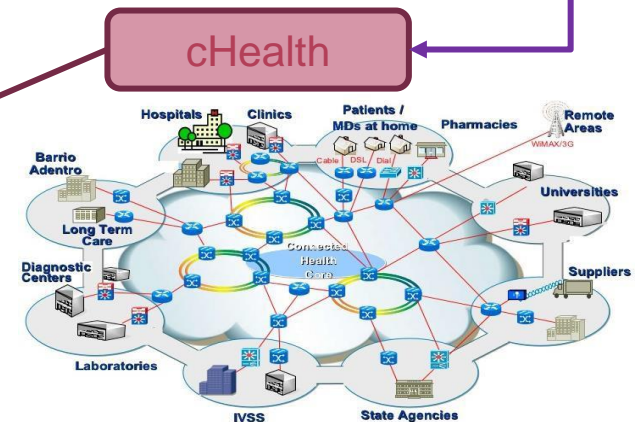 cHealth
Hospitals
Clinics
Patients /
MDs at home
Pharmacies
Remote
Areas
WiMAX/3G
Cable
DSL
Dial
Barrio
Adentro
Universities
Long Term
Care
Connected
Health
Core
Diagnostic
Centers
Suppliers
Laboratories
IVSS
State Agencies